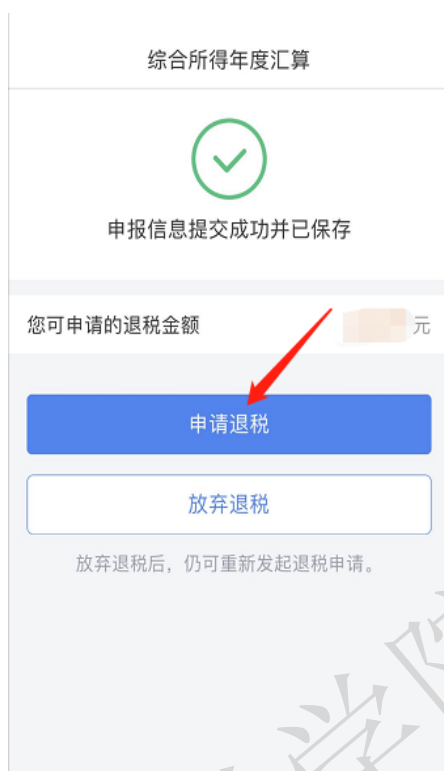 综合所得年度汇算
申报信息提交成功并已保存
您可申请的退税金额 元
申请退税
放弃退税
放弃退税后，仍可重新发起退税申请。
学院